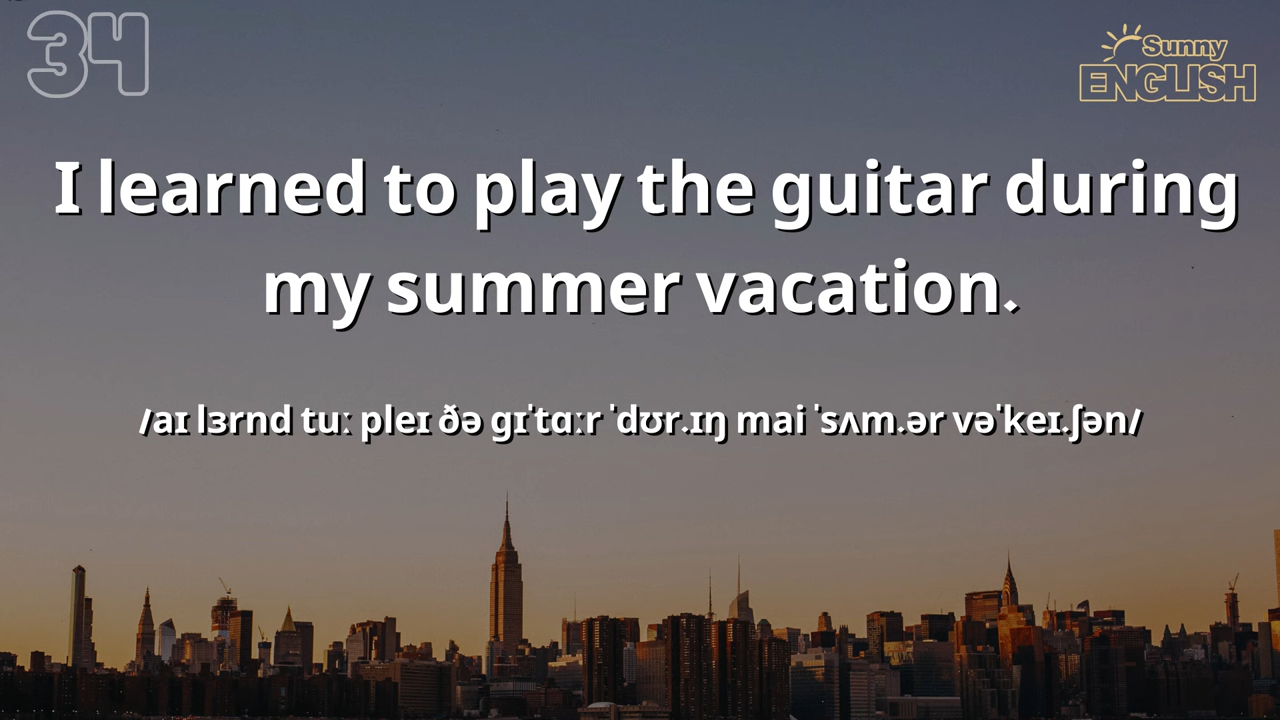 34
Sunny
ENGLISH
I learned to play the guitar during
my summer vacation.
/aɪ lɜrnd tuː pleɪ ðə gɪˈtɑːr ˈdʊr.ɪŋ mai ˈsʌm.ər vəˈkeɪ.ʃən/